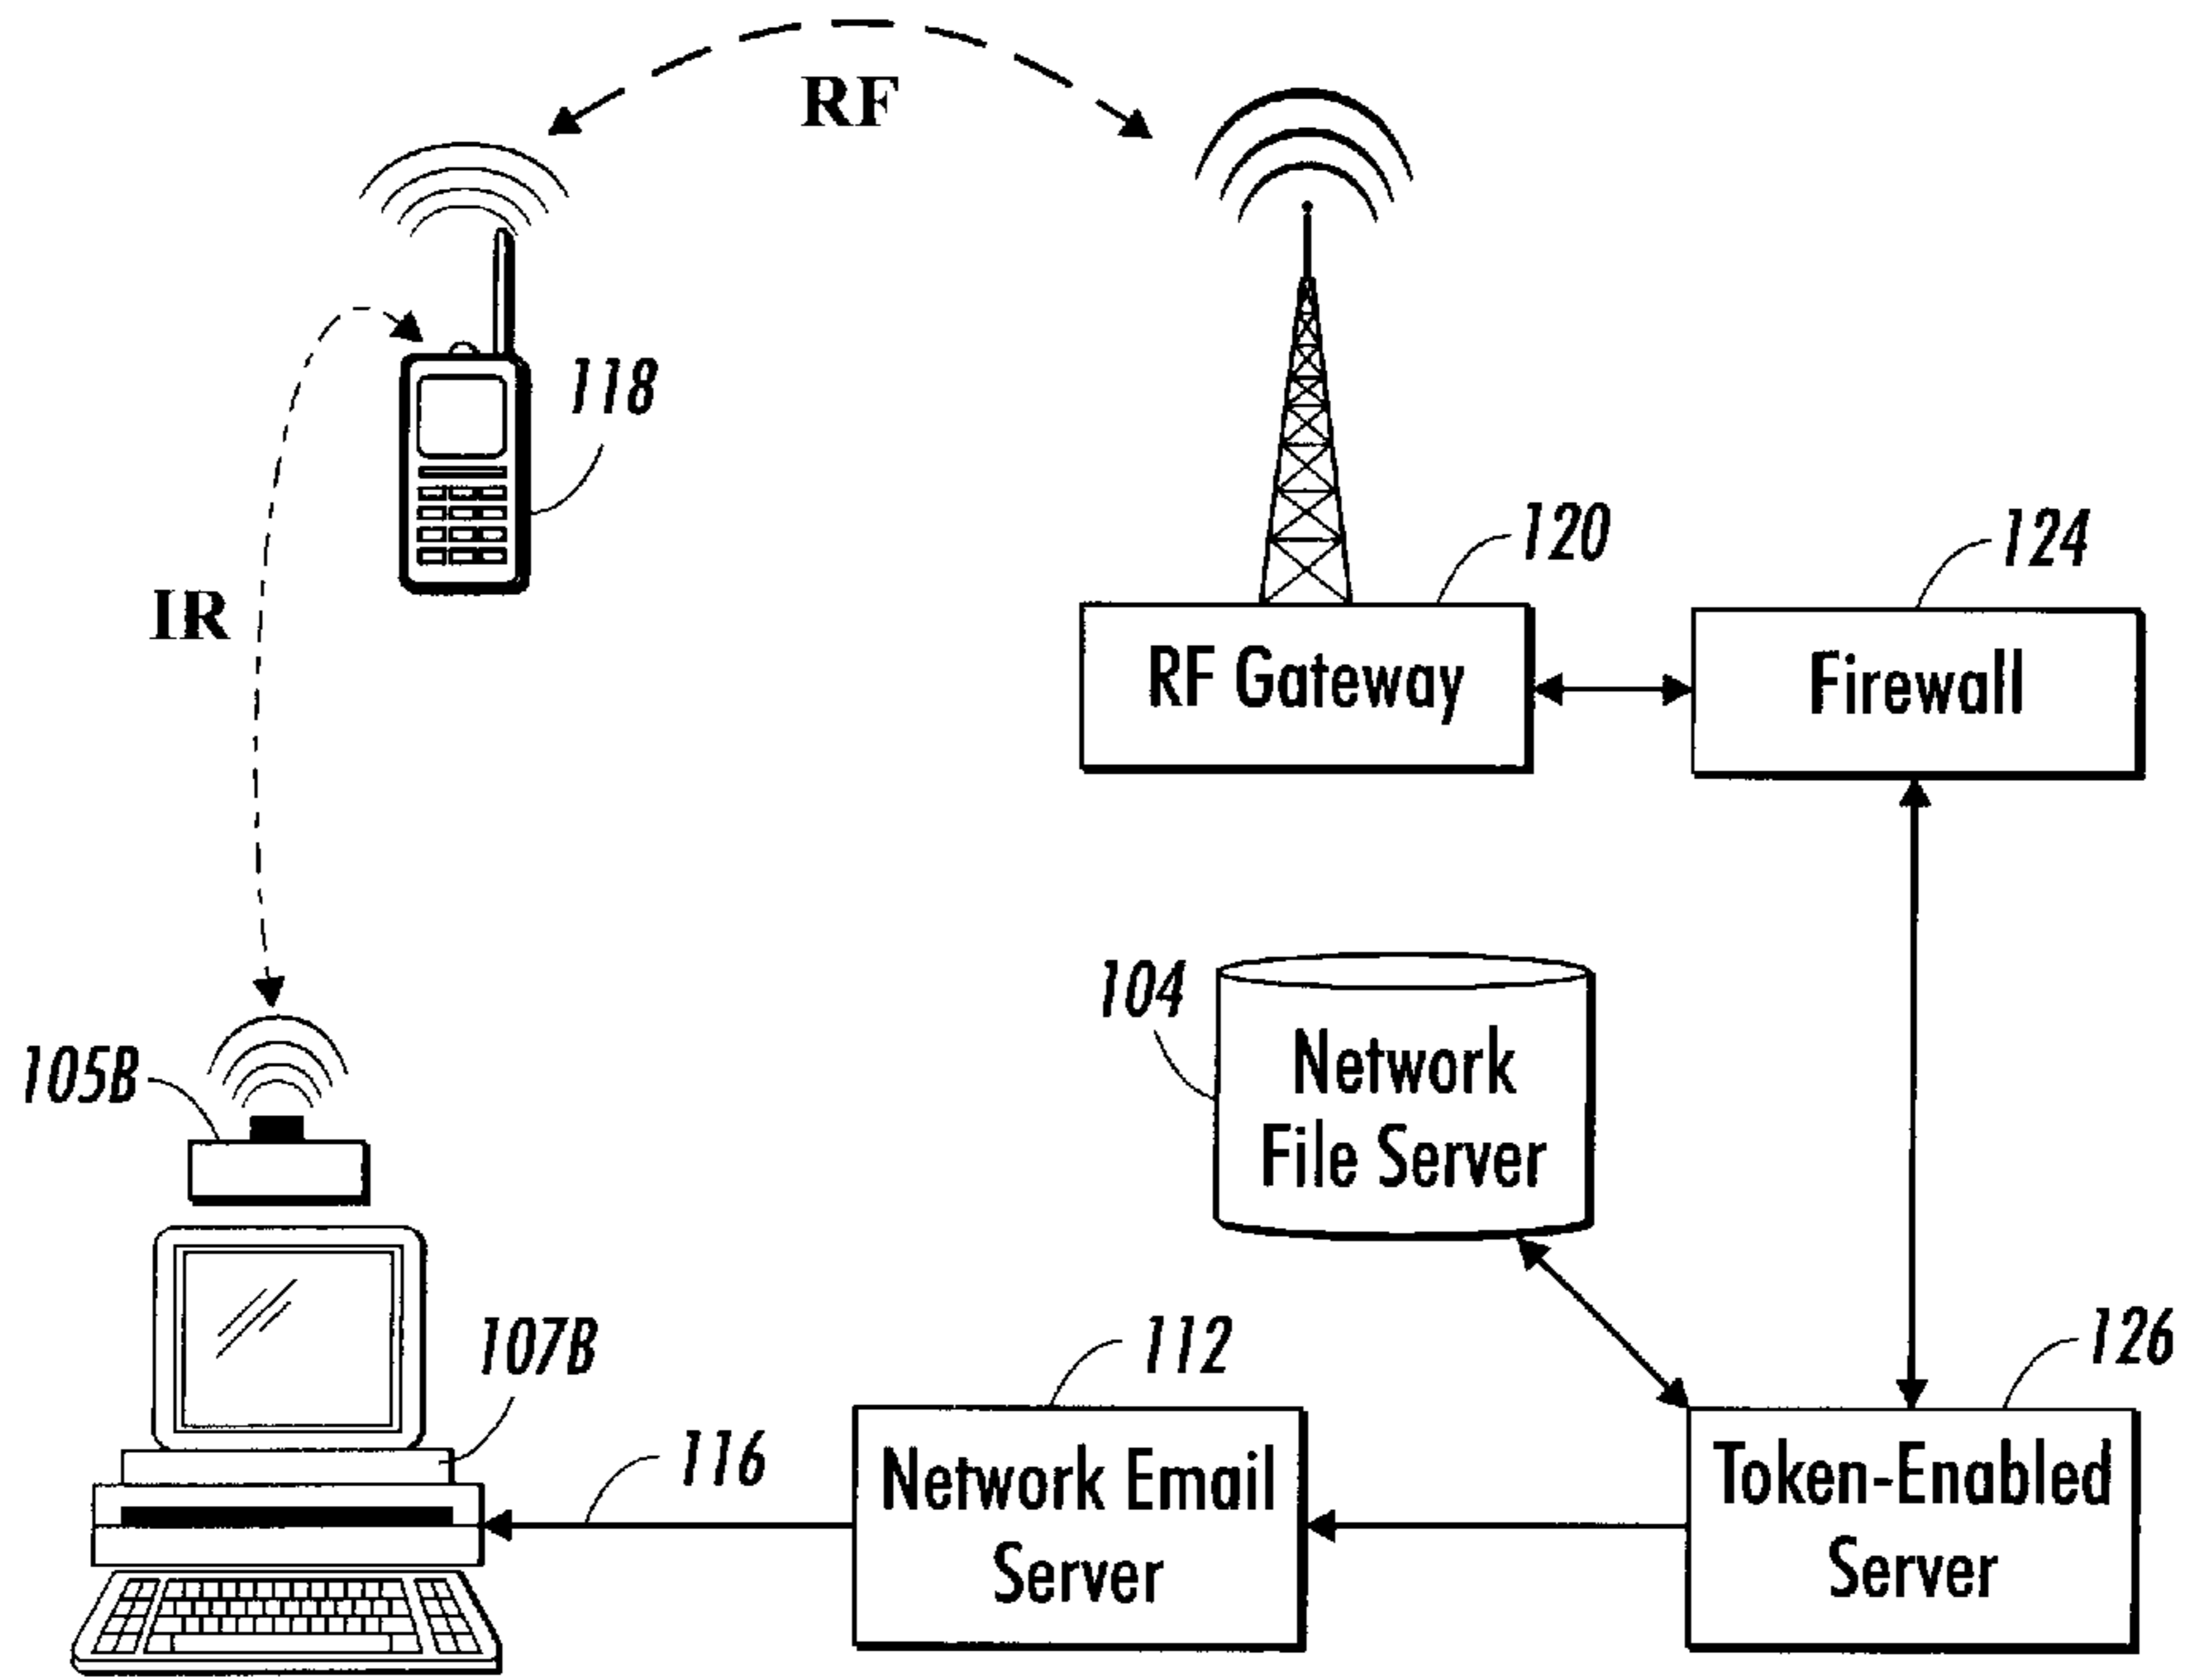 RF
118
IR
120
RF Gateway
124
Firewall
104
Network
File Server
105B
107B
116
112
Network Email
Server
126
Token-Enabled
Server